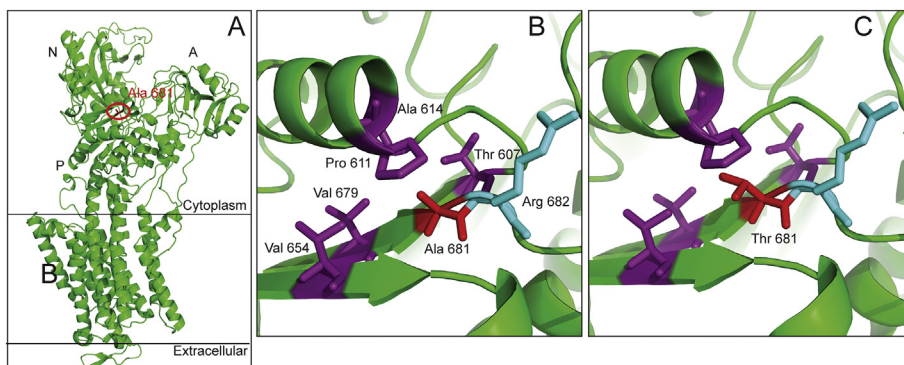 A
N
A
Ala 681
P
Cytoplasm
B
Extracellular
B
Ala 614
Pro 611
Thr 607
Val 679
Arg 682
Val 654
Ala 681
C
Thr 681